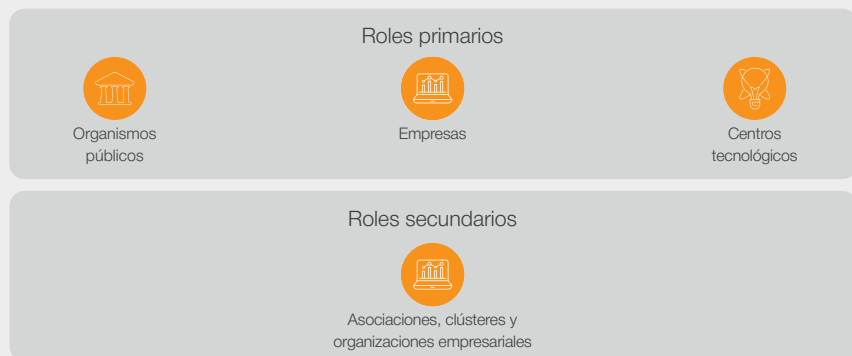 Roles primarios
Organismos
públicos
Empresas
Centros
tecnológicos
Roles secundarios
Asociaciones, clústeres y
organizaciones empresariales